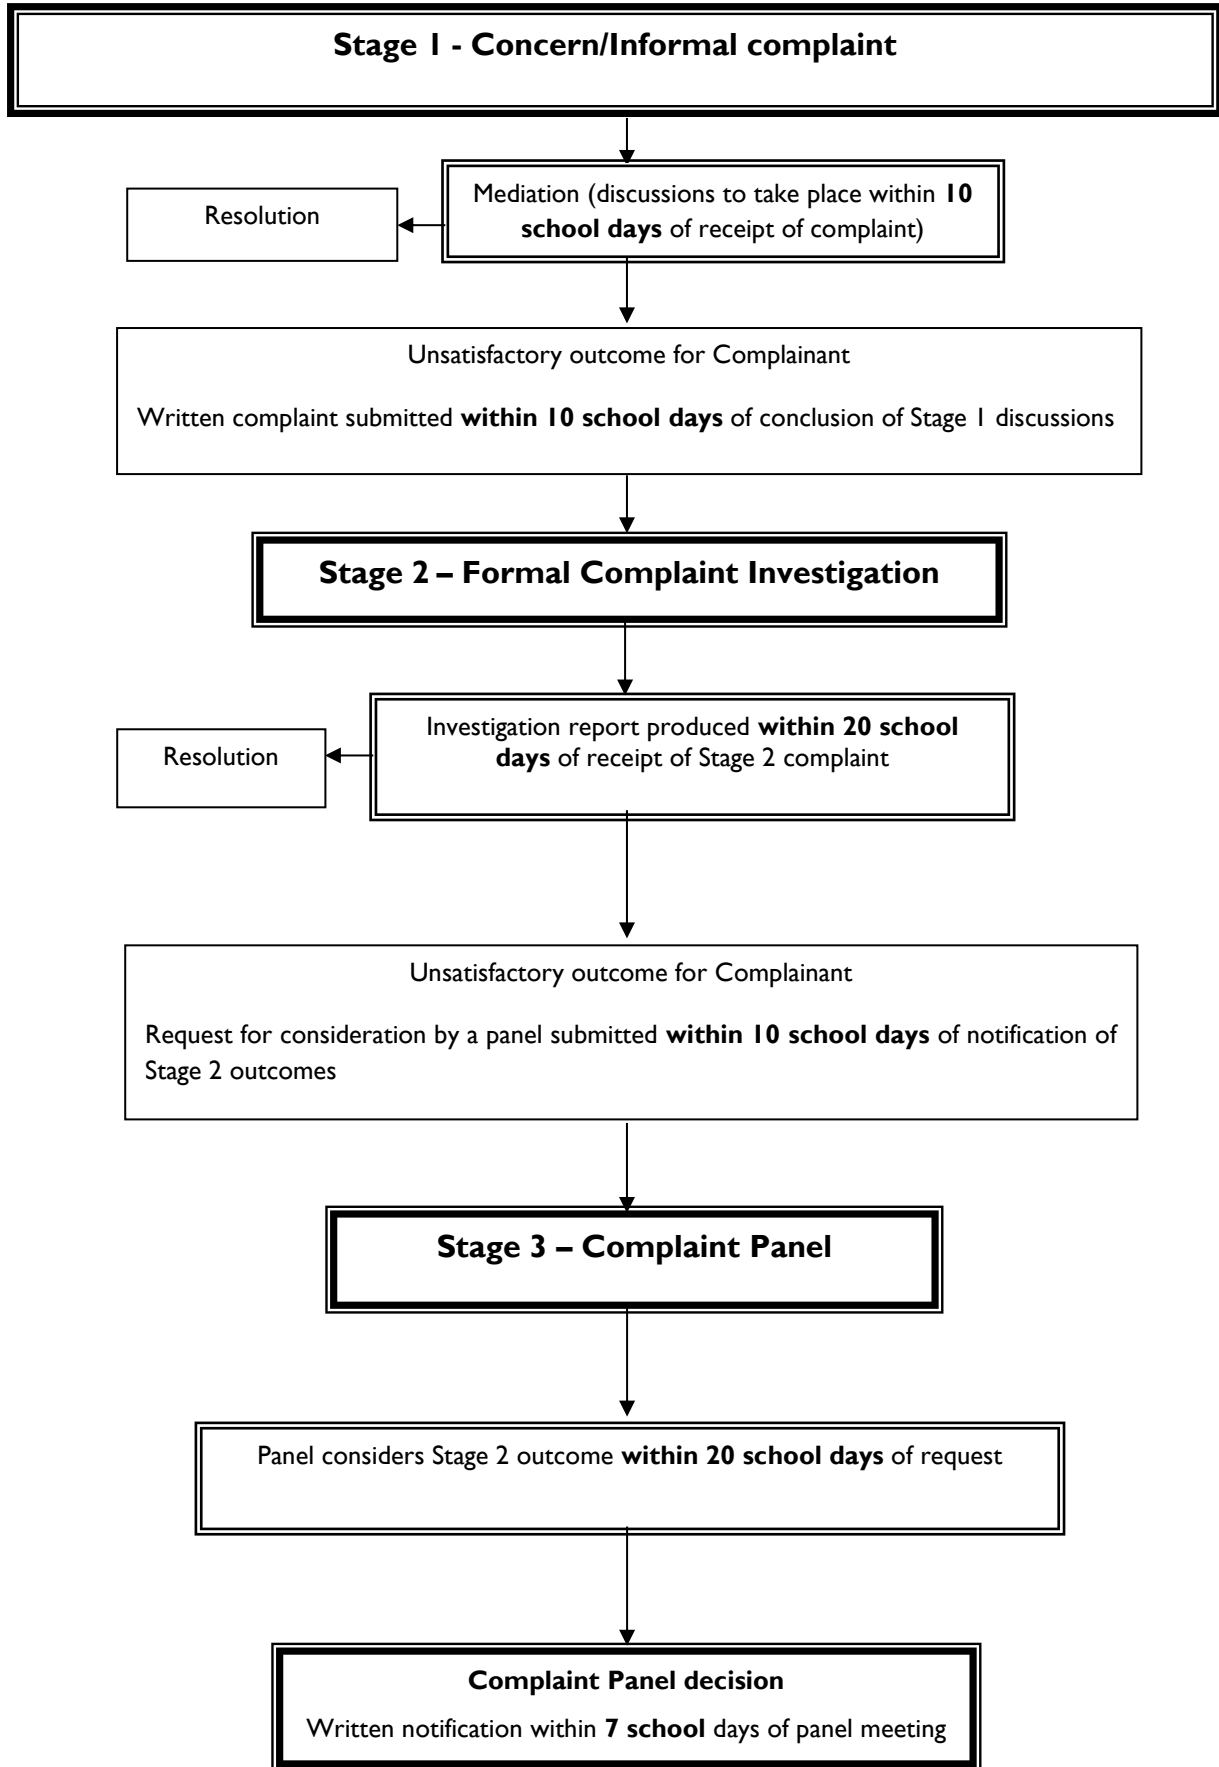 Stage 1 - Concern/Informal complaint
Mediation (discussions to take place within 10
school days of receipt of complaint)
Resolution
Unsatisfactory outcome for Complainant
Written complaint submitted within 10 school days of conclusion of Stage 1 discussions
Stage 2 – Formal Complaint Investigation
Investigation report produced within 20 school
days of receipt of Stage 2 complaint
Resolution
Unsatisfactory outcome for Complainant
Request for consideration by a panel submitted within 10 school days of notification of
Stage 2 outcomes
Stage 3 – Complaint Panel
Panel considers Stage 2 outcome within 20 school days of request
Complaint Panel decision
Written notification within 7 school days of panel meeting